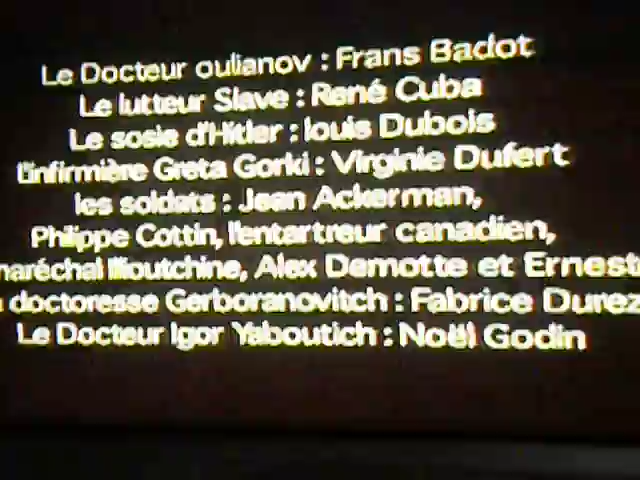 Le Docteur oulianov : Frans Badot
Le lutteur Slave : René Cuba
Le sosie d'Hitler : louis Dubois
L'infirmière Greta Gorki : Virginie Dufert
les soldats : Jean Ackerman,
Philippe Cottin, l'entartreur canadien,
maréchal Moutchine, Alex Demotte et Ernest
doctoresse Gerboranovitch : Fabrice Durez
Le Docteur Igor Yaboutich : Noël Godin